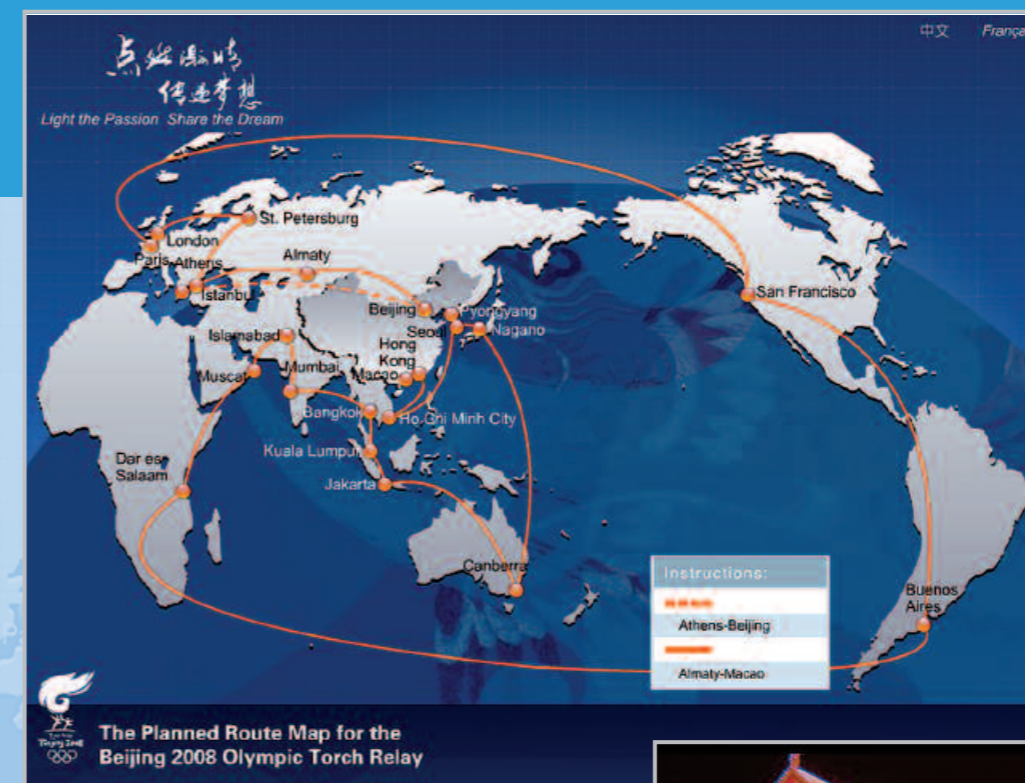 中文
França
点燃激情
传递梦想
Light the Passion Share the Dream
St. Petersburg
London
Paris
Athens
Almaty
Istanbul
Beijing
Pyongyang
San Francisco
Islamabad
Seoul
Nagano
Hong
Kong
Muscat
Mumbai
Macao
Bangkok
Ho Chi Minh City
Kuala Lumpur
Dar es
Salaam
Jakarta
Canberra
Instructions:
Athens-Beijing
Almaty-Macao
Buenos
Aires
Beijing 2008
The Planned Route Map for the
Beijing 2008 Olympic Torch Relay